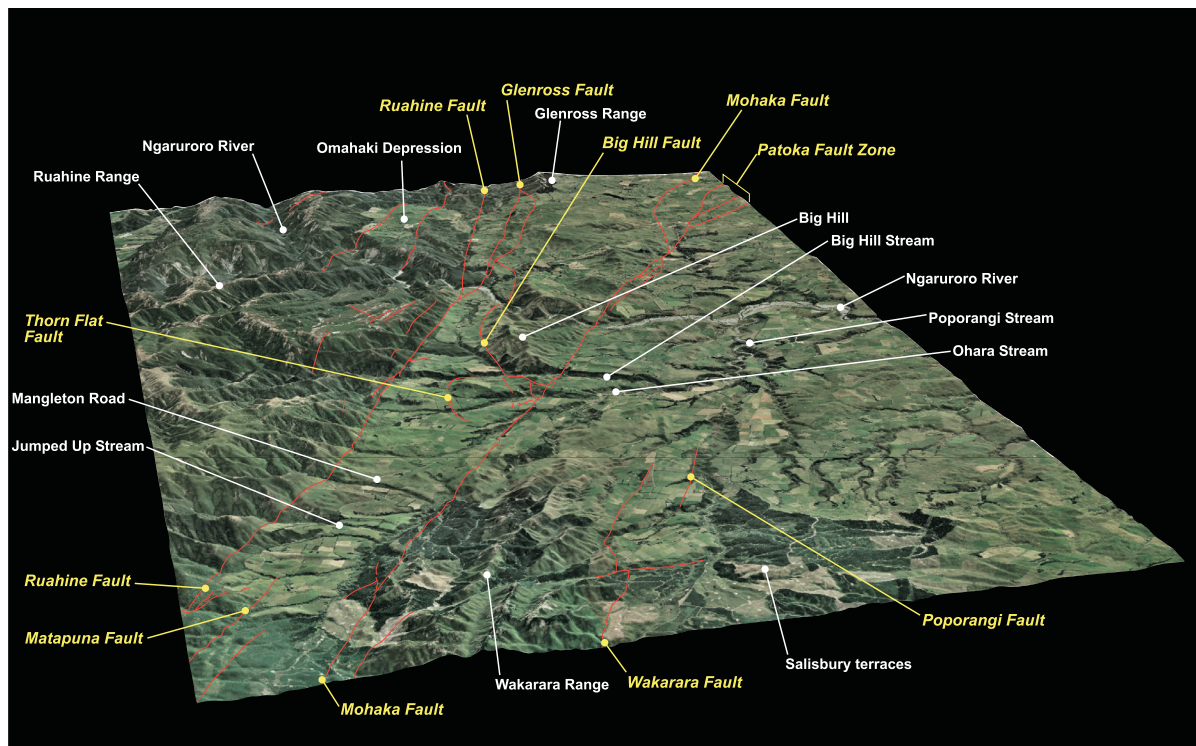 Glenross Fault
Ruahine Fault
Mohaka Fault
Glenross Range
Big Hill Fault
Ngaruroro River
Omahaki Depression
Patoka Fault Zone
Ruahine Range
Big Hill
Big Hill Stream
Ngaruroro River
Thorn Flat
Fault
Poporangi Stream
Ohara Stream
Mangleton Road
Jumped Up Stream
Ruahine Fault
Poporangi Fault
Matapuna Fault
Salisbury terraces
Wakarara Range
Wakarara Fault
Mohaka Fault